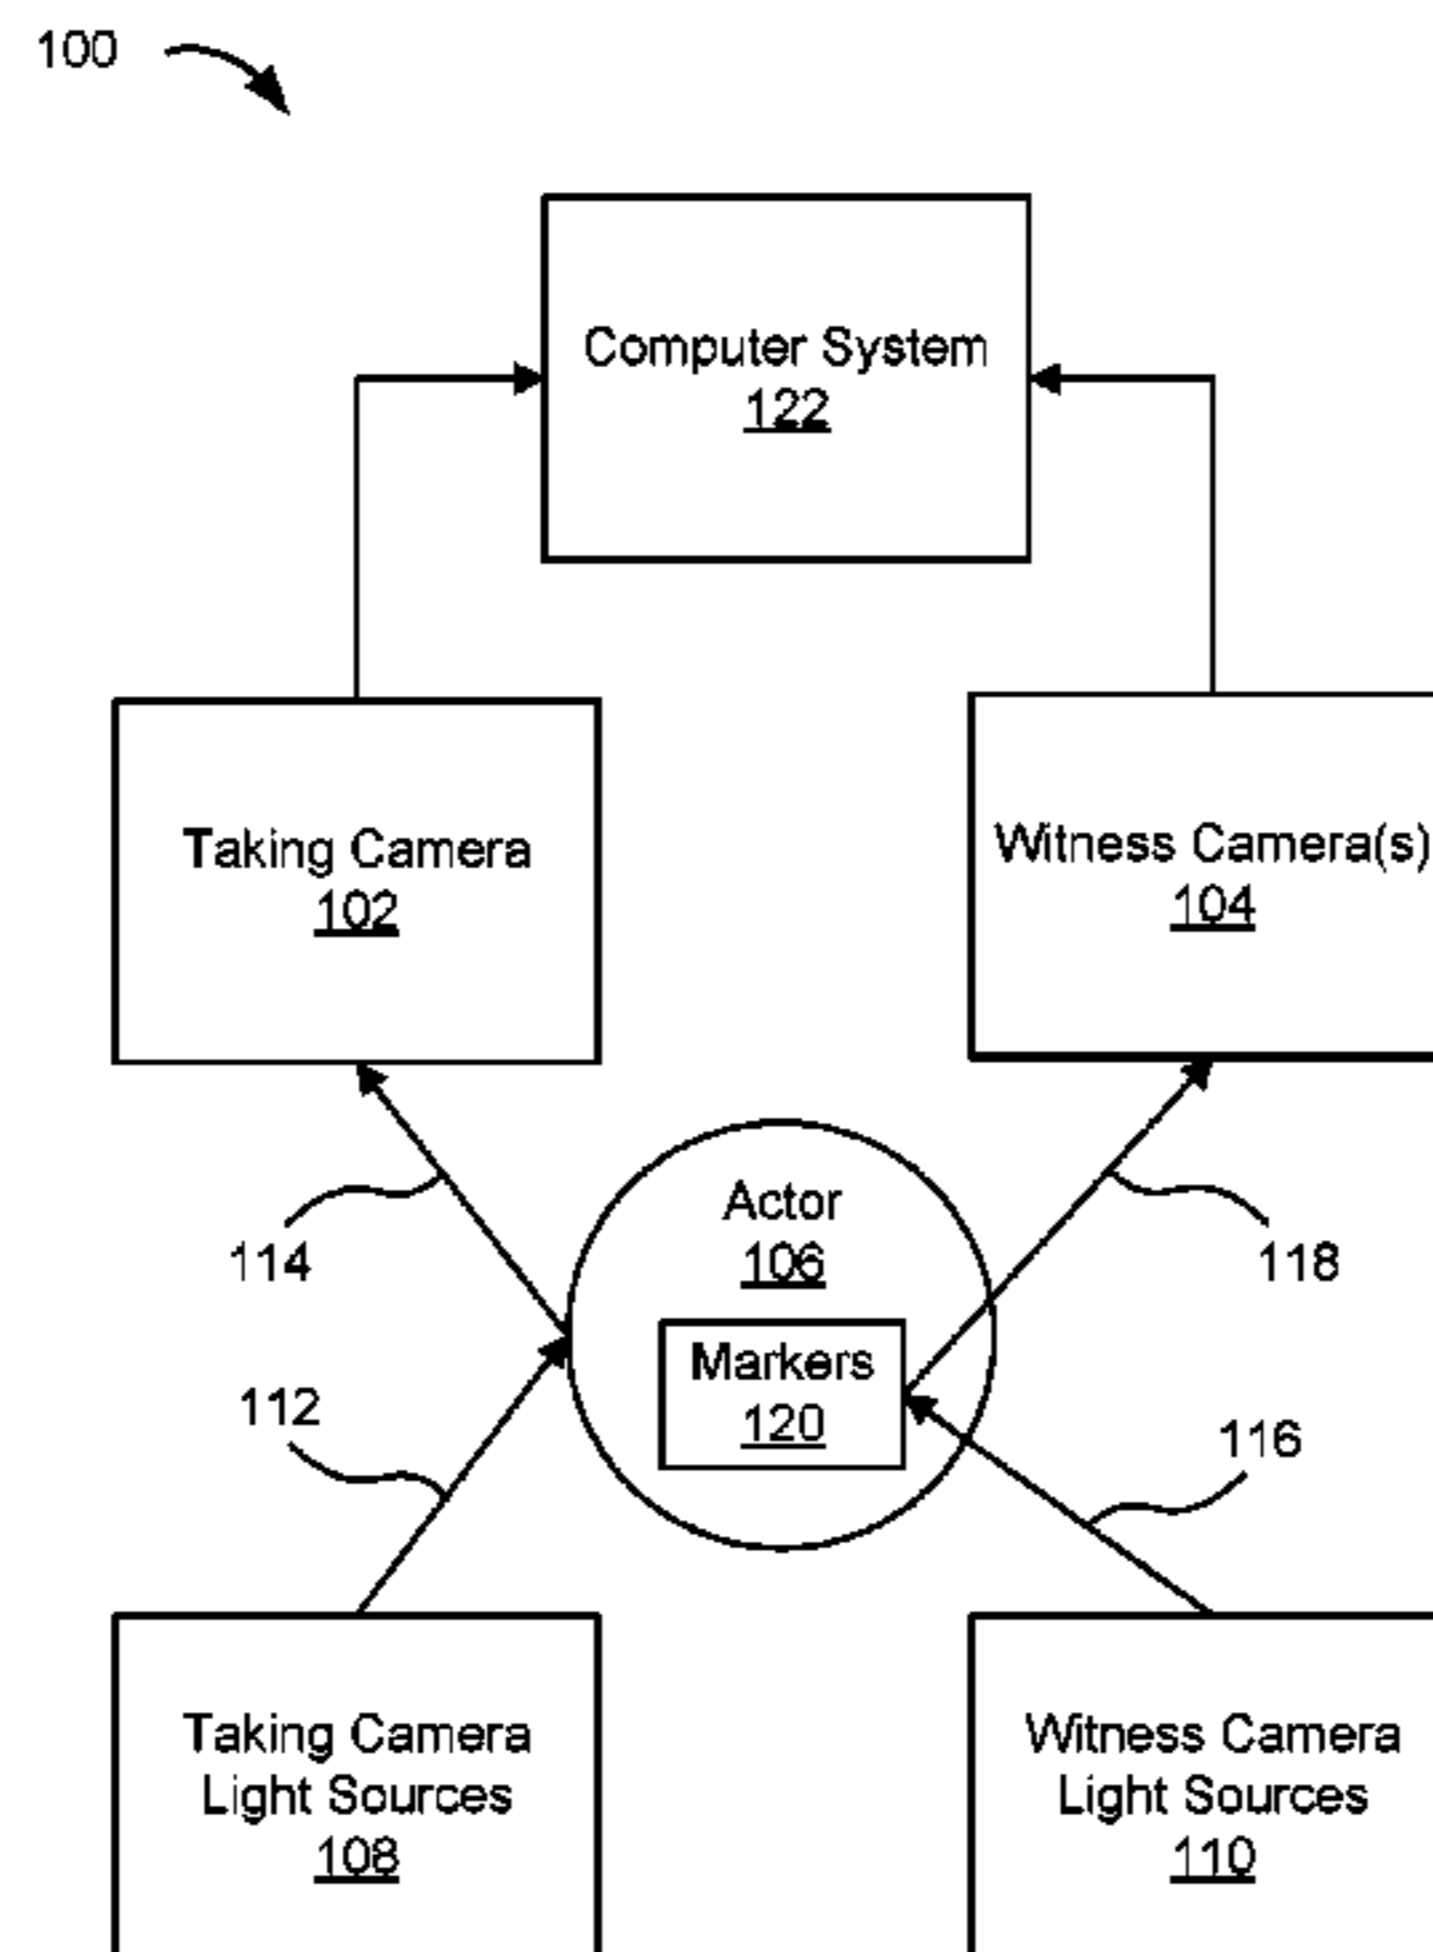 100
Computer System
122
Taking Camera
102
Witness Camera(s)
104
Actor
106
114
118
Markers
120
112
116
Taking Camera
Light Sources
108
Witness Camera
Light Sources
110